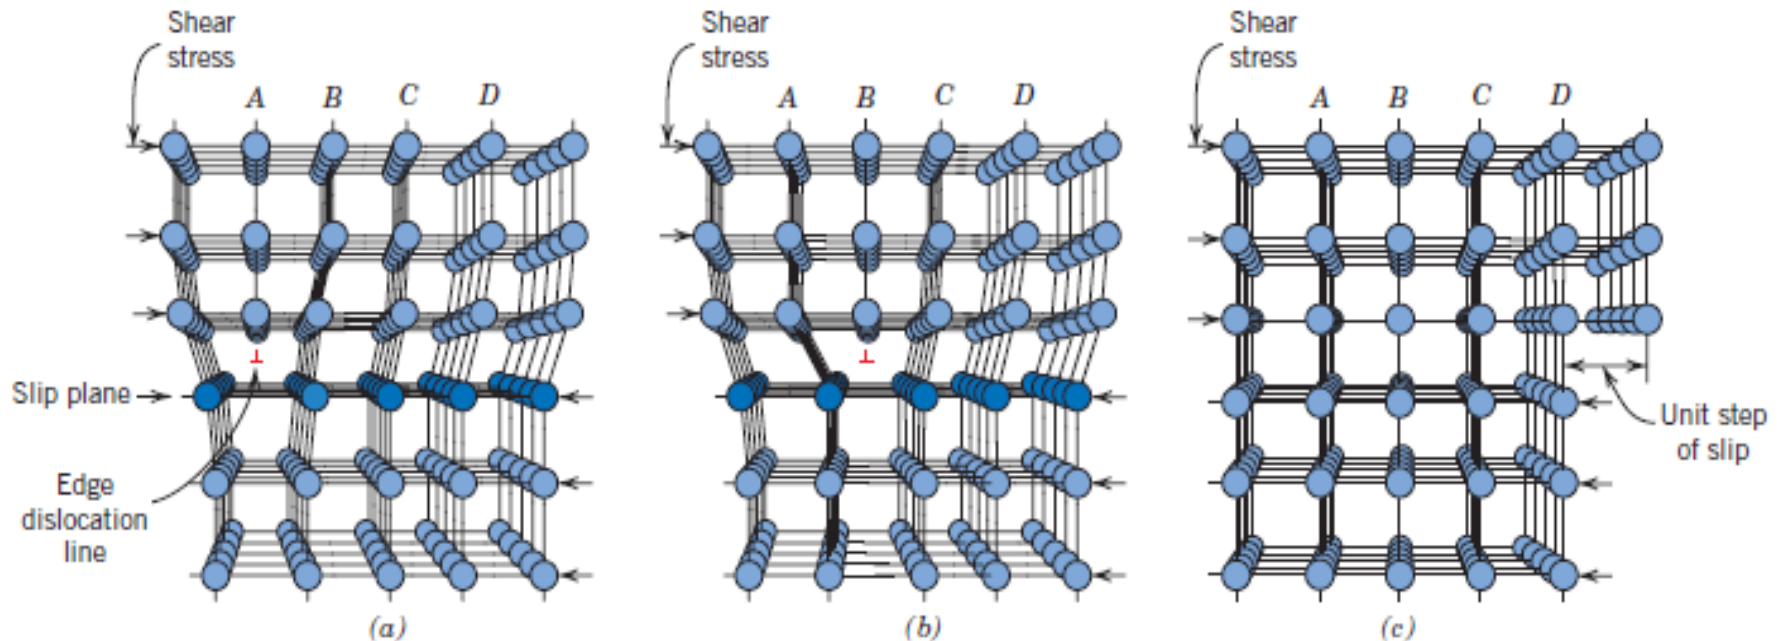 Shear
stress
A B C D
Slip plane
Edge
dislocation
line
(a)
Shear
stress
A B C D
(b)
Shear
stress
A B C D
Unit step
of slip
(c)